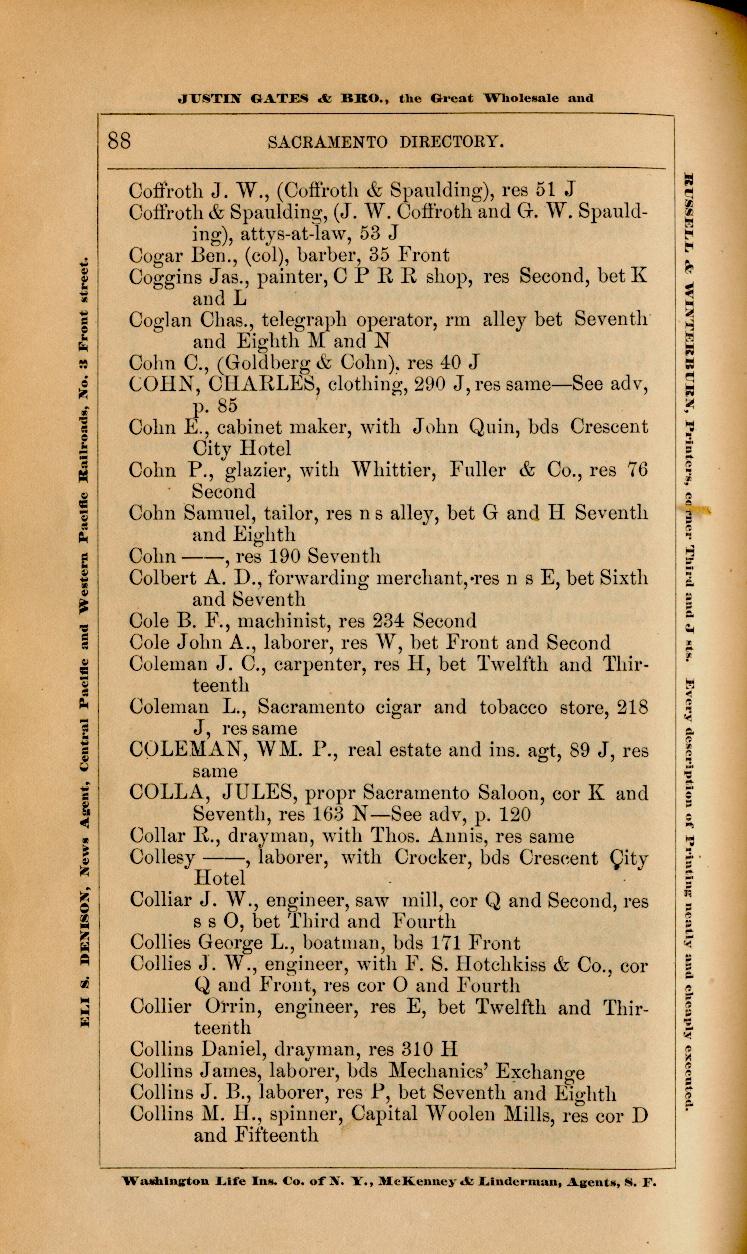 JUSTIN GATES & BRO., the Great Wholesale and
88 SACRAMENTO DIRECTORY.
Coffroth J. W., (Coffroth & Spaulding), res 51 J
Coffroth & Spaulding, (J. W. Coffroth and G. W. Spauld-
ing), attys-at-law, 53 J
Cogar Ben., (col), barber, 35 Front
Coggins Jas., painter, C P R R shop, res Second, bet K
and L
Coglan Chas., telegraph operator, rm alley bet Seventh
and Eighth M and N
Cohn C., (Goldberg & Cohn), res 40 J
COHN, CHARLES, clothing, 290 J, res same—See adv,
p. 85
Cohn E., cabinet maker, with John Quin, bds Crescent
City Hotel
Cohn P., glazier, with Whittier, Fuller & Co., res 76
Second
Cohn Samuel, tailor, res n s alley, bet G and H Seventh
and Eighth
Cohn ——, res 190 Seventh
Colbert A. D., forwarding merchant, res n s E, bet Sixth
and Seventh
Cole B. F., machinist, res 234 Second
Cole John A., laborer, res W, bet Front and Second
Coleman J. C., carpenter, res H, bet Twelfth and Thir-
teenth
Coleman L., Sacramento cigar and tobacco store, 218
J, res same
COLEMAN, WM. P., real estate and ins. agt, 89 J, res
same
COLLA, JULES, propr Sacramento Saloon, cor K and
Seventh, res 163 N—See adv, p. 120
Collar R., drayman, with Thos. Annis, res same
Collesy ——, laborer, with Crocker, bds Crescent City
Hotel
Colliar J. W., engineer, saw mill, cor Q and Second, res
s s O, bet Third and Fourth
Collies George L., boatman, bds 171 Front
Collies J. W., engineer, with F. S. Hotchkiss & Co., cor
Q and Front, res cor O and Fourth
Collier Orrin, engineer, res E, bet Twelfth and Thir-
teenth
Collins Daniel, drayman, res 310 H
Collins James, laborer, bds Mechanics' Exchange
Collins J. B., laborer, res P, bet Seventh and Eighth
Collins M. H., spinner, Capital Woolen Mills, res cor D
and Fifteenth
Washington Life Ins. Co. of N. Y., McKenney & Linderman, Agents, S. F.
ELI S. DENISON, News Agent, Central Pacific and Western Pacific Railroads, No. 3 Front street.
RUSSELL & WINTERBURN, Printers, corner Third and J sts. Every description of Printing neatly and cheaply executed.